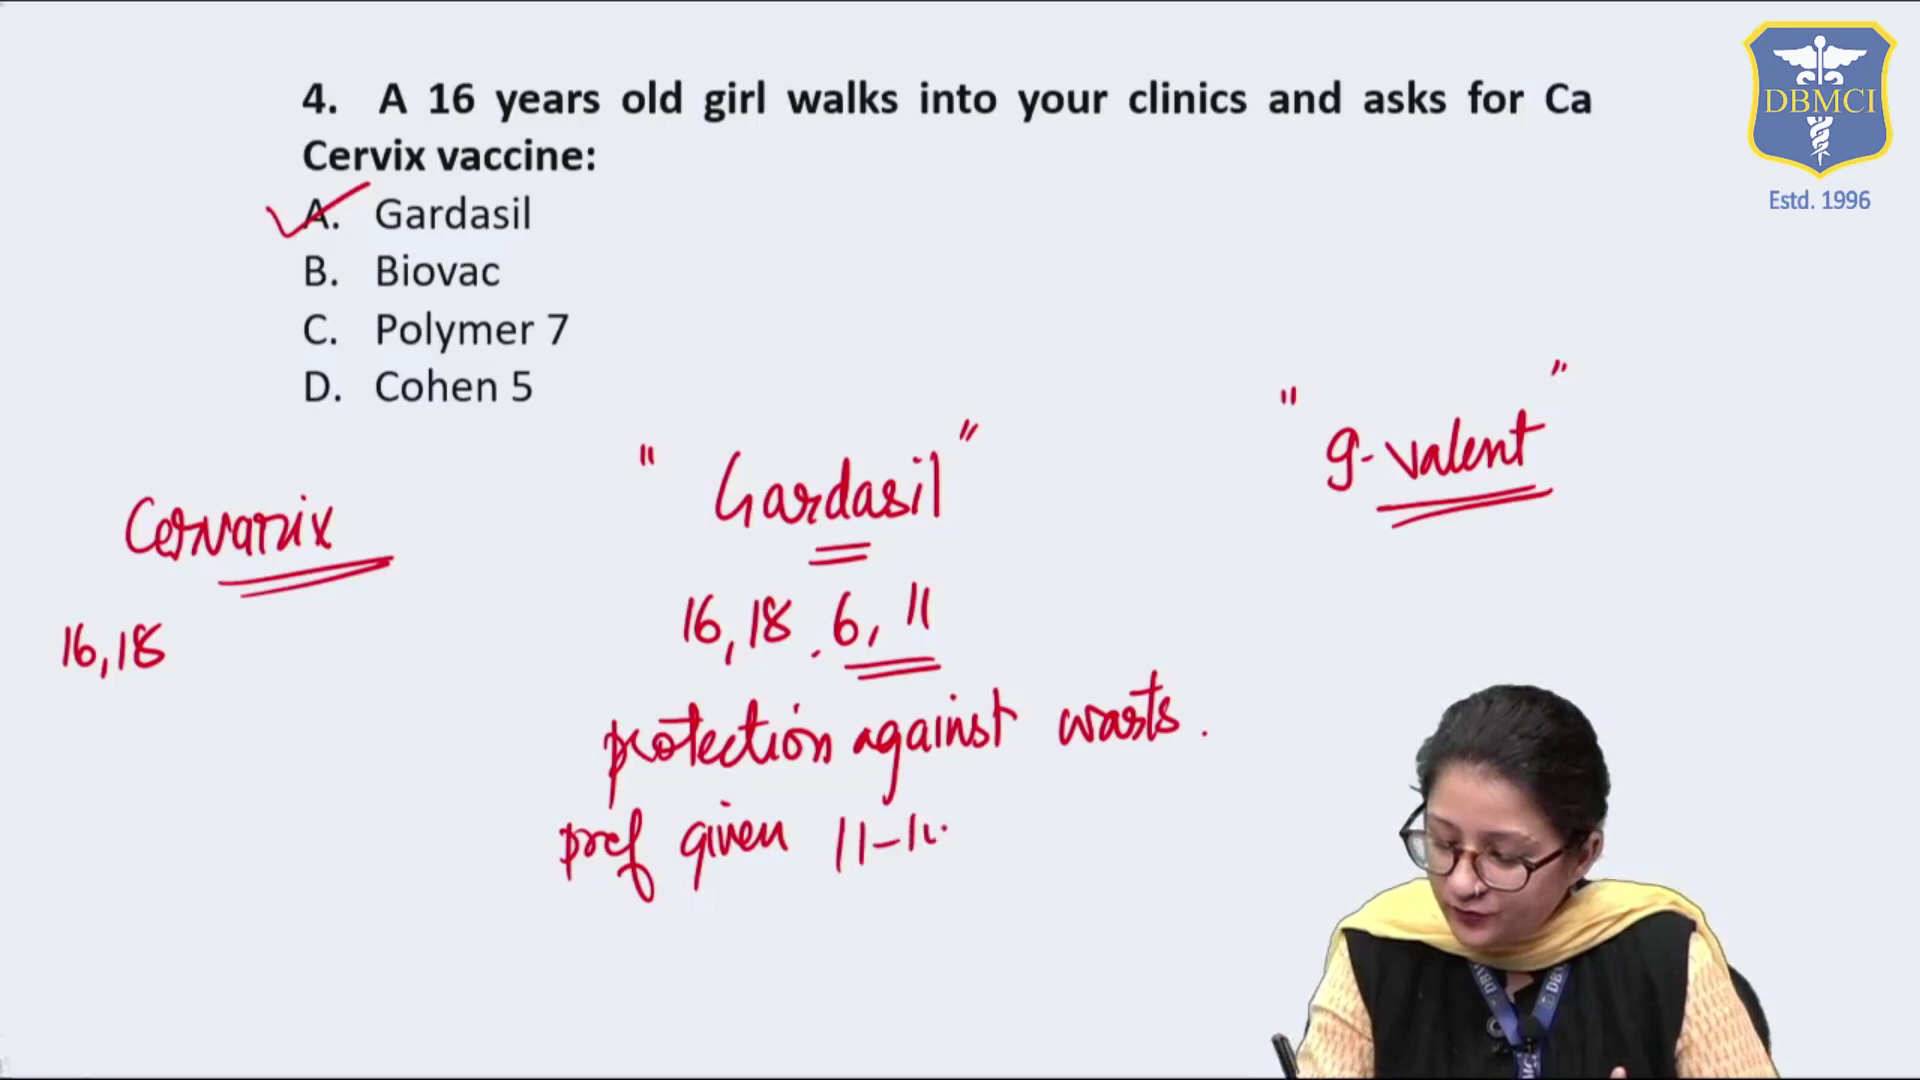 4. A 16 years old girl walks into your clinics and asks for Ca
Cervix vaccine:
A. Gardasil
B. Biovac
C. Polymer 7
D. Cohen 5
DBMCI
Estd. 1996
" Gardasil "
" 9-valent "
Cervarix
16,18
16,18, 6, 11
protection against warts.
pref given 11-1